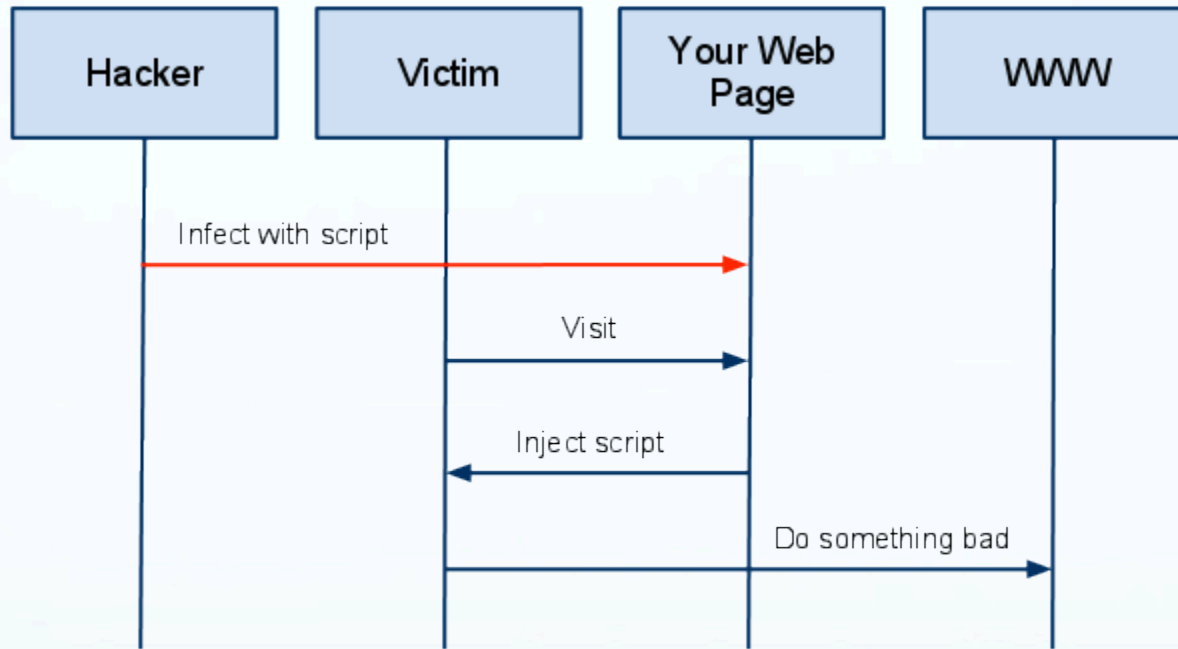 Hacker
Victim
Your Web
Page
WWW
Infect with script
Visit
Inject script
Do something bad